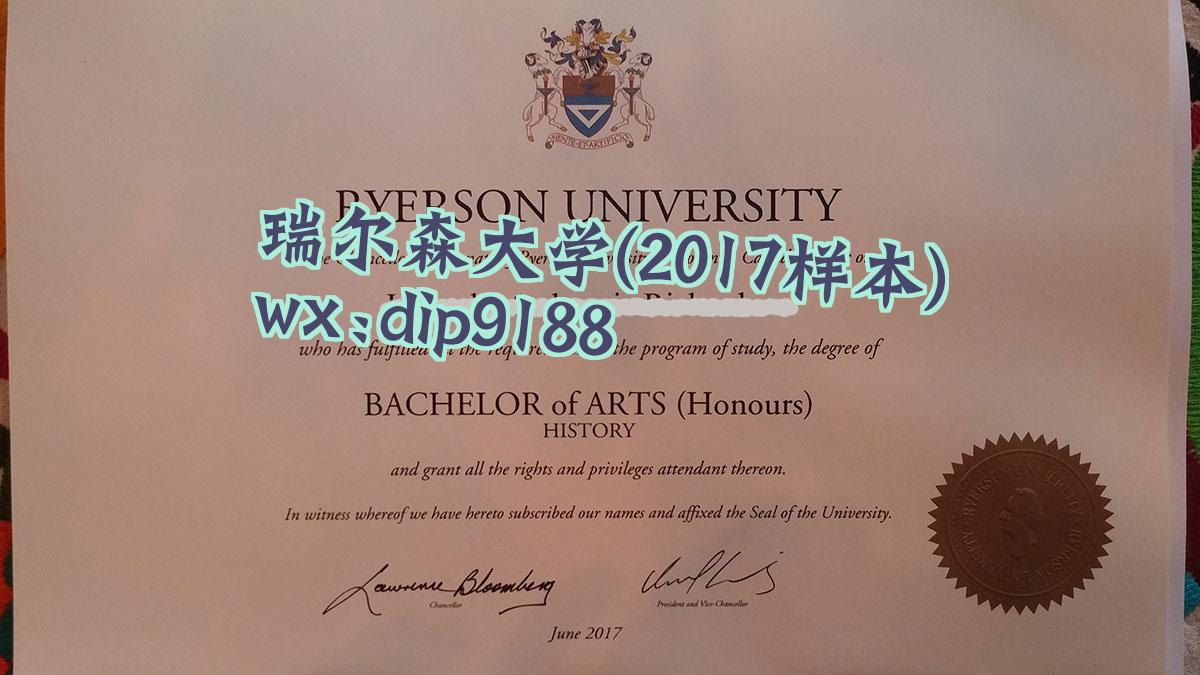 MENTE·ET·ARTIFICIO
RYERSON UNIVERSITY
瑞尔森大学(2017样本)
wx;dip9188
who has fulfilled the the program of study, the degree of
BACHELOR of ARTS (Honours)
HISTORY
and grant all the rights and privileges attendant thereon.
In witness whereof we have hereto subscribed our names and affixed the Seal of the University.
Lawrence Bloomberg
Chancellor
President and Vice-Chancellor
June 2017
RYERSON UNIVERSITY